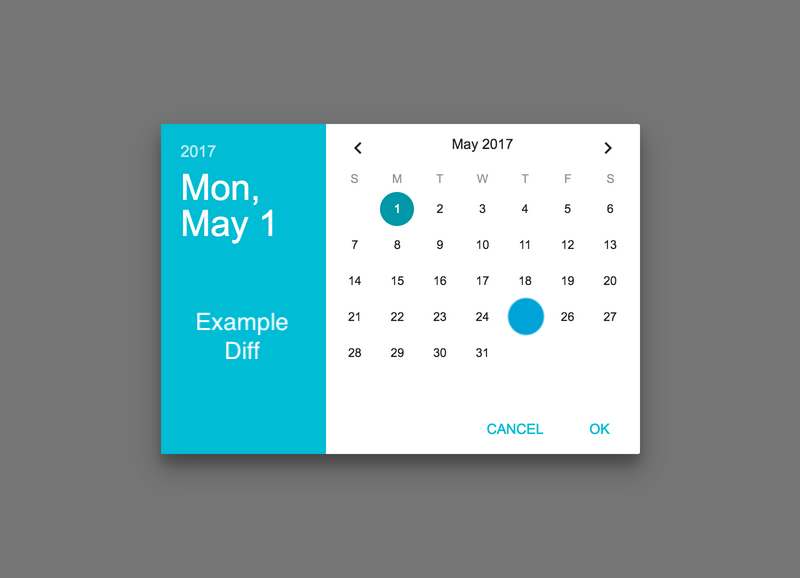 2017
Mon,
May 1
Example
Diff
May 2017
S M T W T F S
1 2 3 4 5 6
7 8 9 10 11 12 13
14 15 16 17 18 19 20
21 22 23 24 26 27
28 29 30 31
CANCEL OK